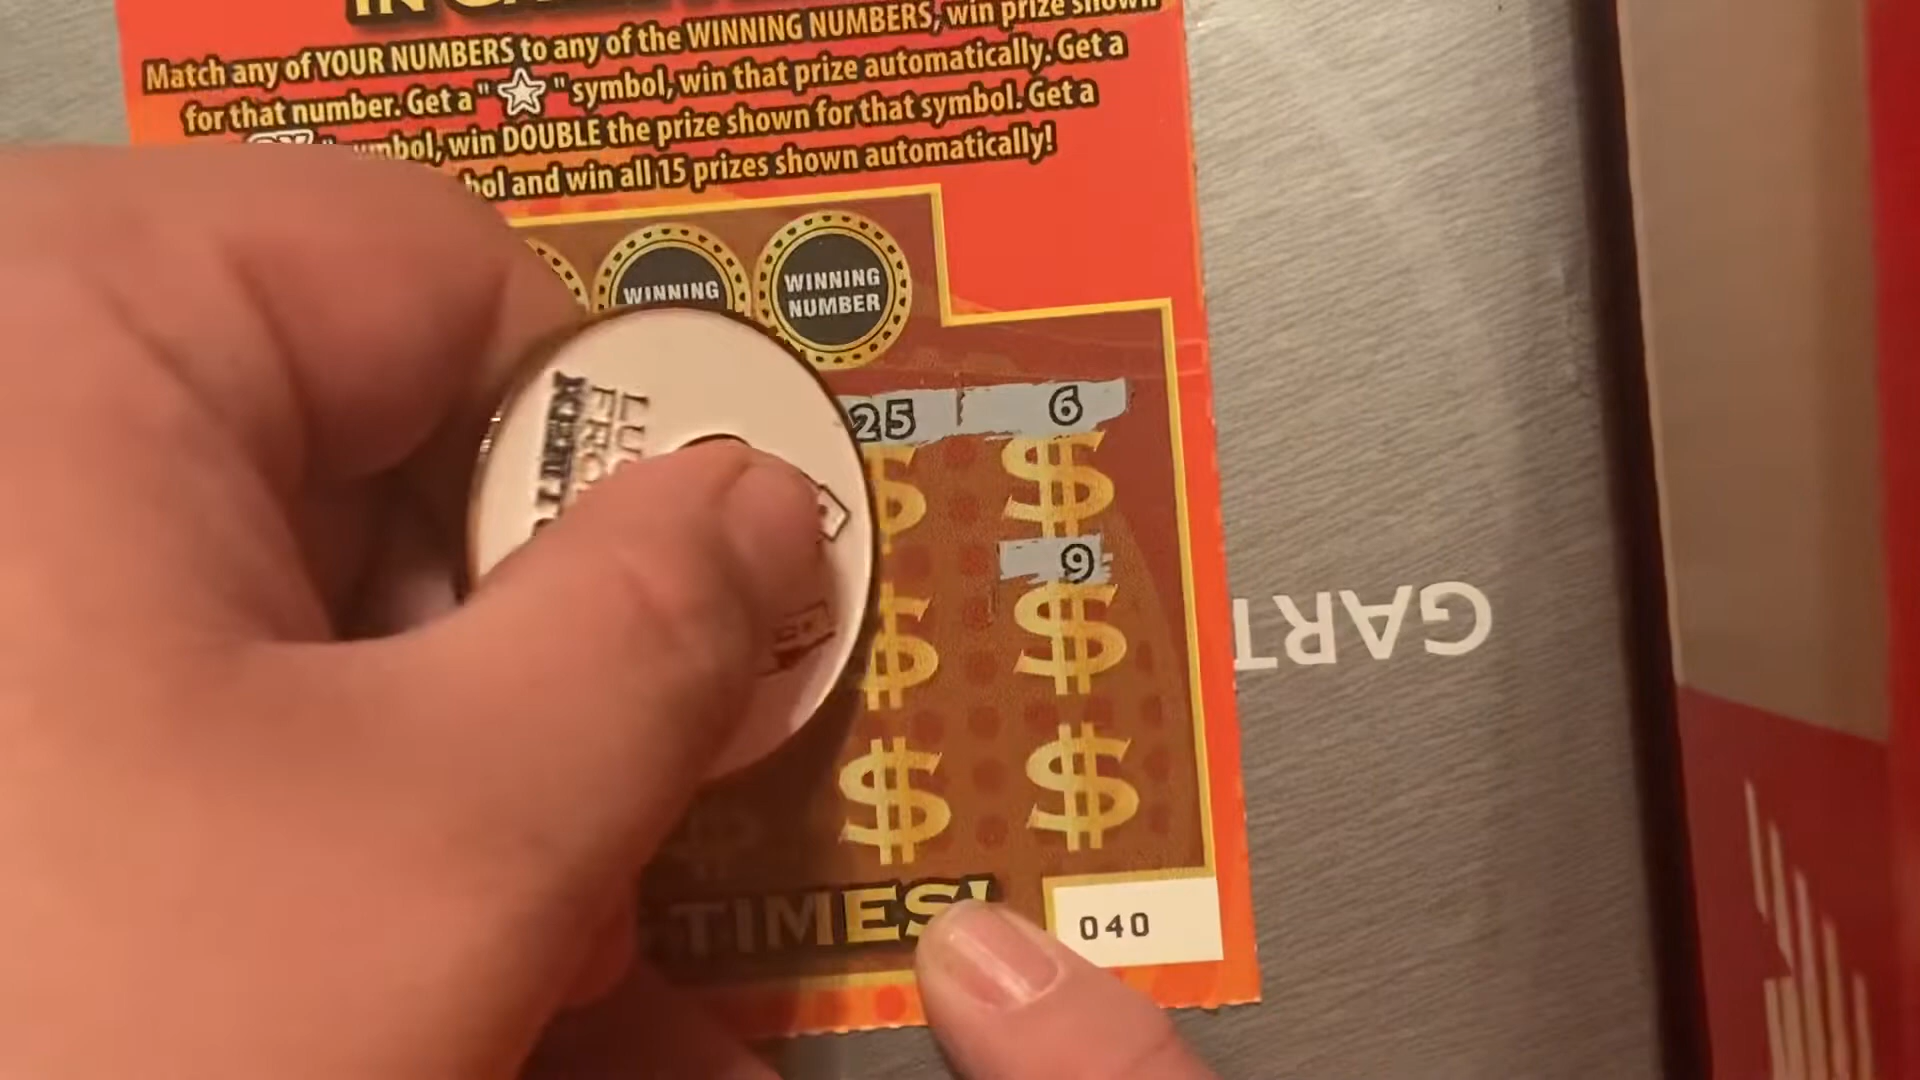 IN
Match any of YOUR NUMBERS to any of the WINNING NUMBERS, win prize shown
for that number. Get a "☆" symbol, win that prize automatically. Get a
symbol, win DOUBLE the prize shown for that symbol. Get a
and win all 15 prizes shown automatically!
WINNING
WINNING
NUMBER
25
6
$
$
9
$
$
$
$
TIMES!
040
GART